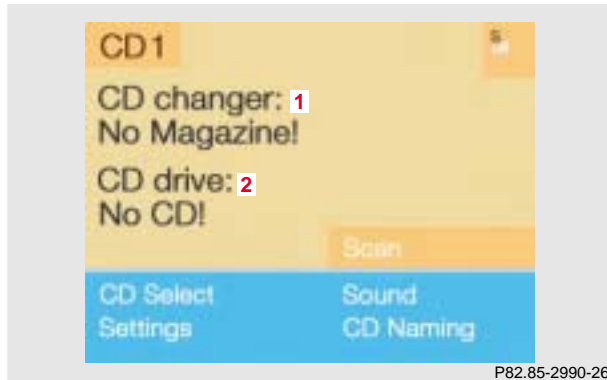 CD1
CD changer: 1
No Magazine!
CD drive: 2
No CD!
Scan
CD Select Sound
Settings CD Naming
P82.85-2990-26